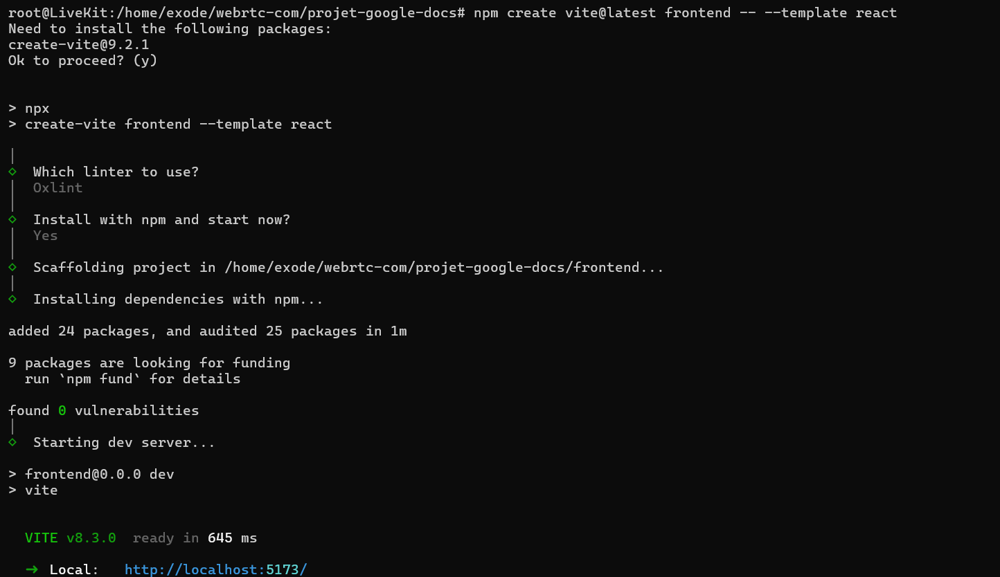 root@LiveKit:/home/exode/webrtc-com/projet-google-docs# npm create vite@latest frontend -- --template react
Need to install the following packages:
create-vite@9.2.1
Ok to proceed? (y)
> npx
> create-vite frontend --template react
◇  Which linter to use?
Oxlint
◇  Install with npm and start now?
Yes
◇  Scaffolding project in /home/exode/webrtc-com/projet-google-docs/frontend...
◇  Installing dependencies with npm...
added 24 packages, and audited 25 packages in 1m
9 packages are looking for funding
run `npm fund` for details
found 0 vulnerabilities
◇  Starting dev server...
> frontend@0.0.0 dev
> vite
VITE v8.3.0  ready in 645 ms
➜  Local:   http://localhost:5173/